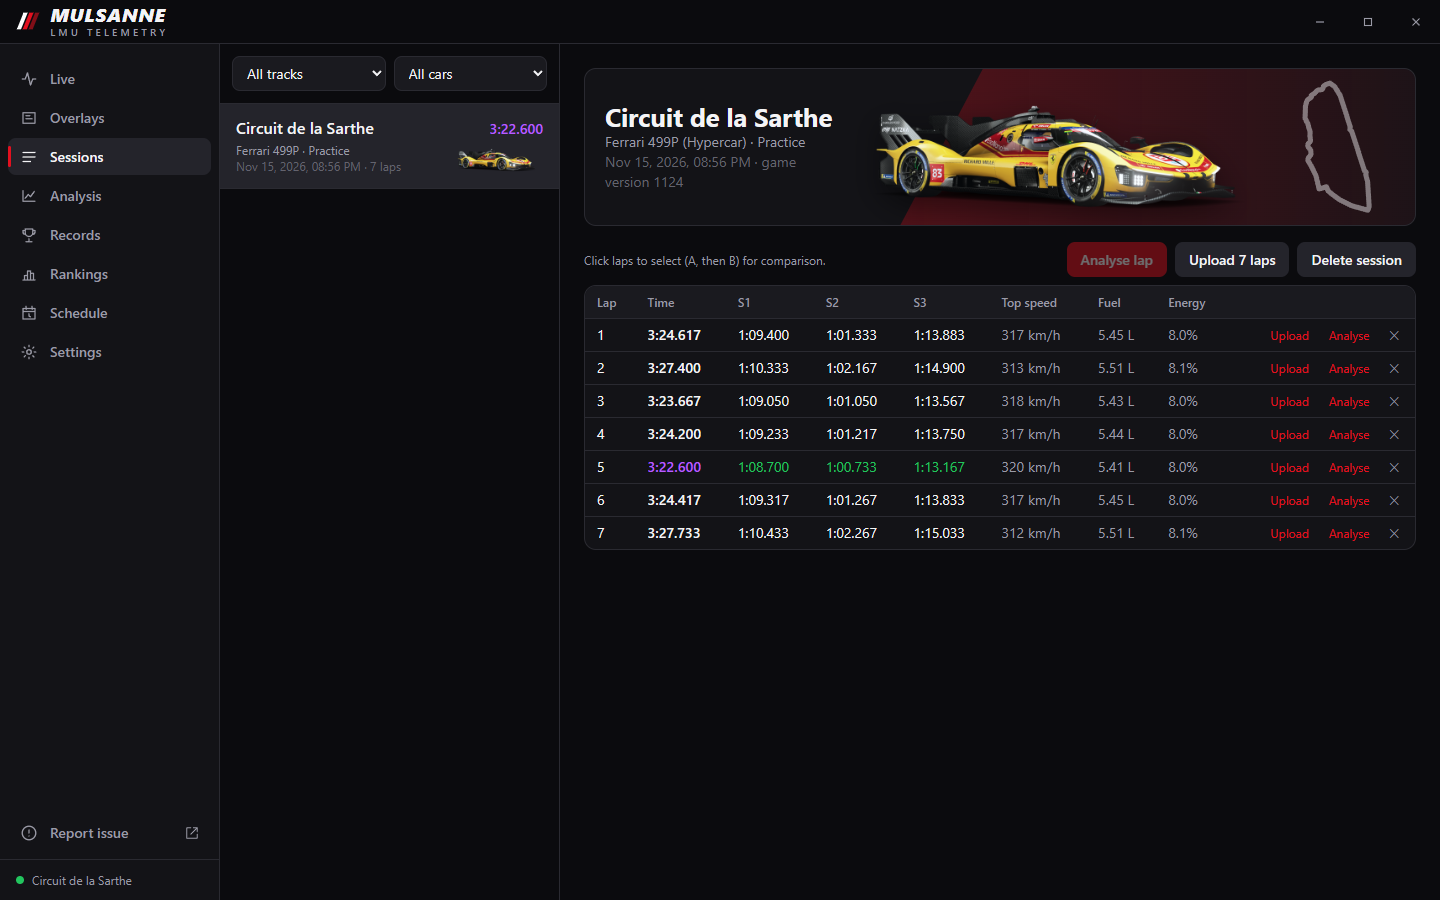 MULSANNE
LMU TELEMETRY
Live
Overlays
Sessions
Analysis
Records
Rankings
Schedule
Settings
Report issue
Circuit de la Sarthe
All tracks
All cars
Circuit de la Sarthe 3:22.600
Ferrari 499P · Practice
Nov 15, 2026, 08:56 PM · 7 laps
Circuit de la Sarthe
Ferrari 499P (Hypercar) · Practice
Nov 15, 2026, 08:56 PM · game
version 1124
83
Click laps to select (A, then B) for comparison.
Analyse lap
Upload 7 laps
Delete session
Lap Time S1 S2 S3 Top speed Fuel Energy
1 3:24.617 1:09.400 1:01.333 1:13.883 317 km/h 5.45 L 8.0% Upload Analyse
2 3:27.400 1:10.333 1:02.167 1:14.900 313 km/h 5.51 L 8.1% Upload Analyse
3 3:23.667 1:09.050 1:01.050 1:13.567 318 km/h 5.43 L 8.0% Upload Analyse
4 3:24.200 1:09.233 1:01.217 1:13.750 317 km/h 5.44 L 8.0% Upload Analyse
5 3:22.600 1:08.700 1:00.733 1:13.167 320 km/h 5.41 L 8.0% Upload Analyse
6 3:24.417 1:09.317 1:01.267 1:13.833 317 km/h 5.45 L 8.0% Upload Analyse
7 3:27.733 1:10.433 1:02.267 1:15.033 312 km/h 5.51 L 8.1% Upload Analyse